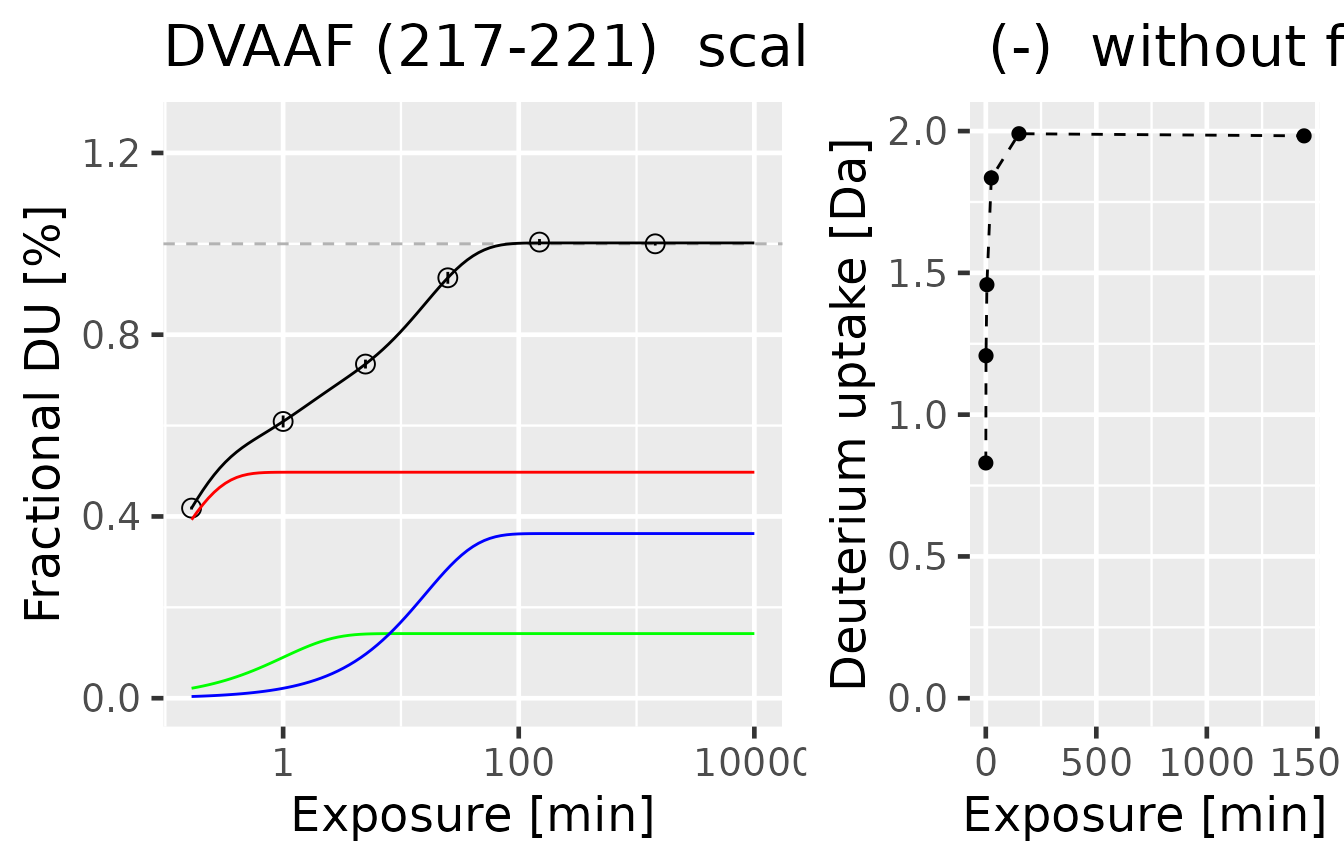 DVAAF (217-221) scal
Fractional DU [%]
1.2
0.8
0.4
0.0
1
100
10000
Exposure [min]
(-) without f
Deuterium uptake [Da]
2.0
1.5
1.0
0.5
0.0
0
500
1000
150
Exposure [min]